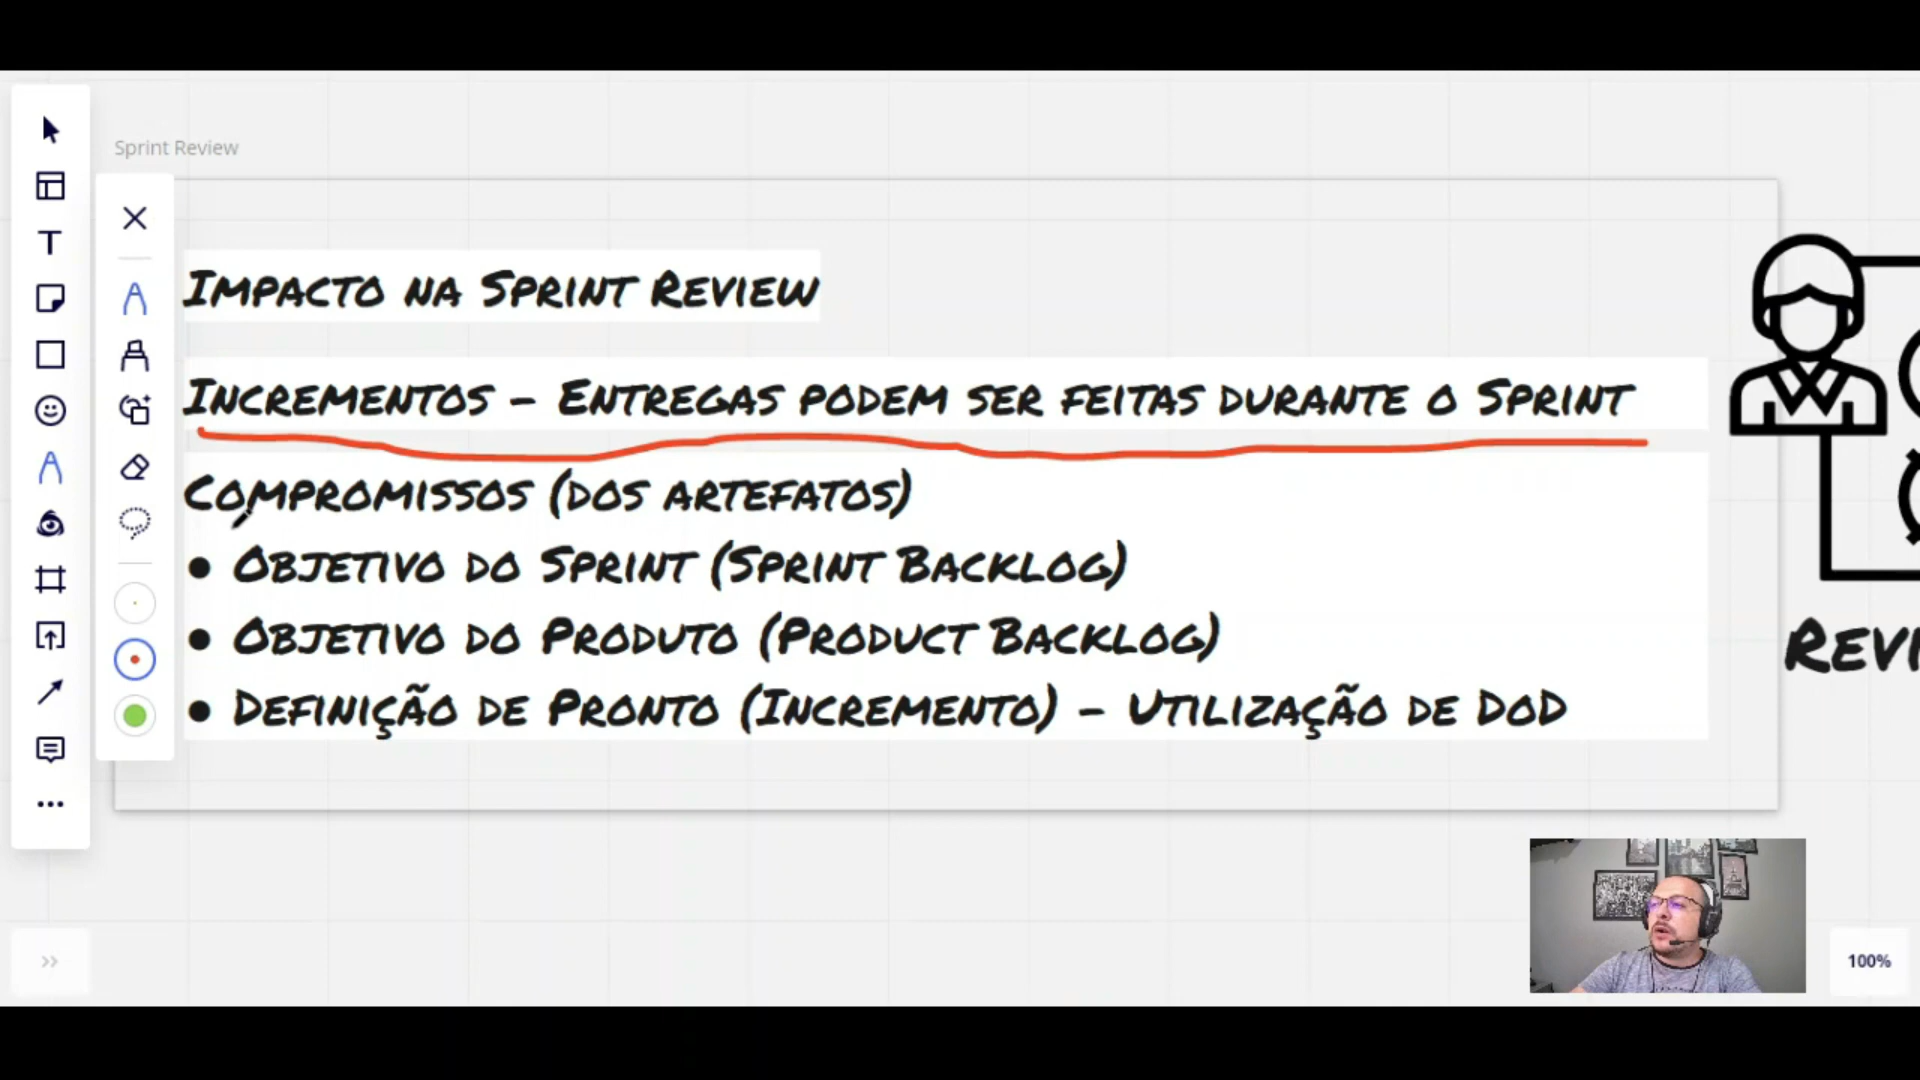 Sprint Review
Impacto na Sprint Review
Incrementos - Entregas podem ser feitas durante o Sprint
Compromissos (dos artefatos)
• Objetivo do Sprint (Sprint Backlog)
• Objetivo do Produto (Product Backlog)
• Definição de Pronto (Incremento) - Utilização de DoD
Revi
100%